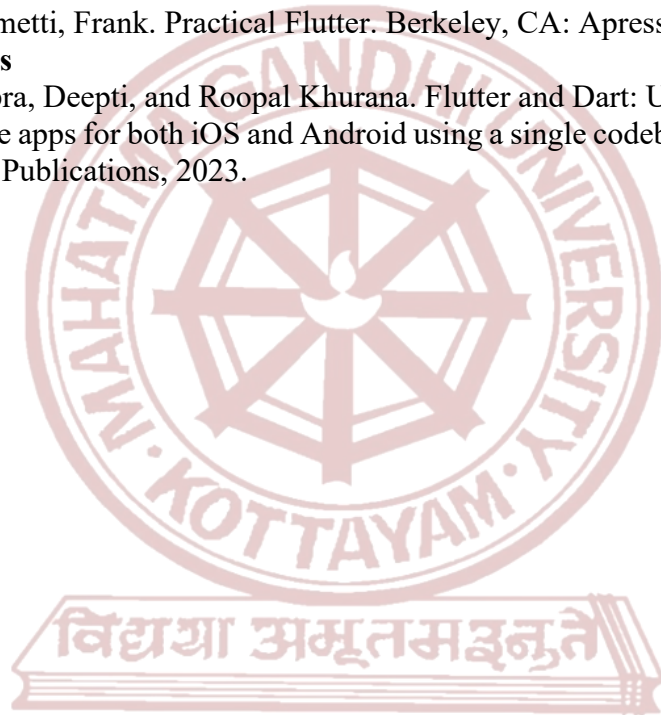 metti, Frank. Practical Flutter. Berkeley, CA: Apress
s
ora, Deepti, and Roopal Khurana. Flutter and Dart: U
e apps for both iOS and Android using a single codeb
Publications, 2023.
MAHATMA GANDHI UNIVERSITY
KOTTAYAM
विद्यया अमृतमश्नुते